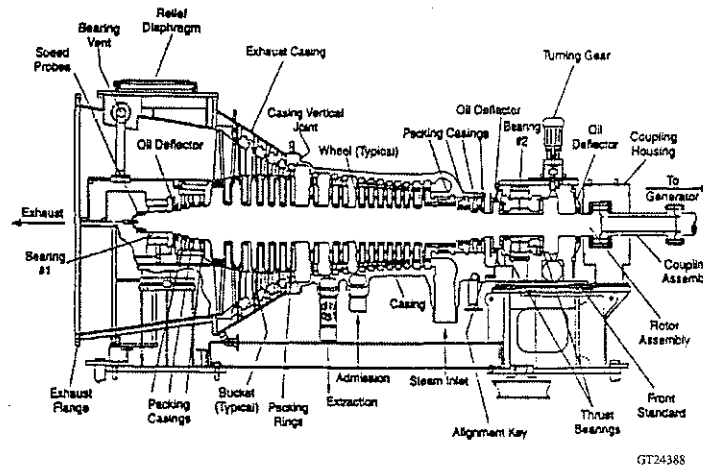 Relief
Diaphragm
Bearing
Vent
Speed
Probes
Exhaust Casing
Turning Gear
Oil Deflector
Casing Vertical
Joint
Wheel (Typical)
Packing Casings
Oil Deflector
Bearing
#2
Oil
Deflector
Coupling
Housing
To
Generator
Exhaust
Bearing
#1
Casing
Coupling
Assembly
Rotor
Assembly
Exhaust
Flange
Packing
Casings
Bucket
(Typical)
Packing
Rings
Extraction
Admission
Steam Inlet
Alignment Key
Thrust
Bearings
Front
Standard
GT24388